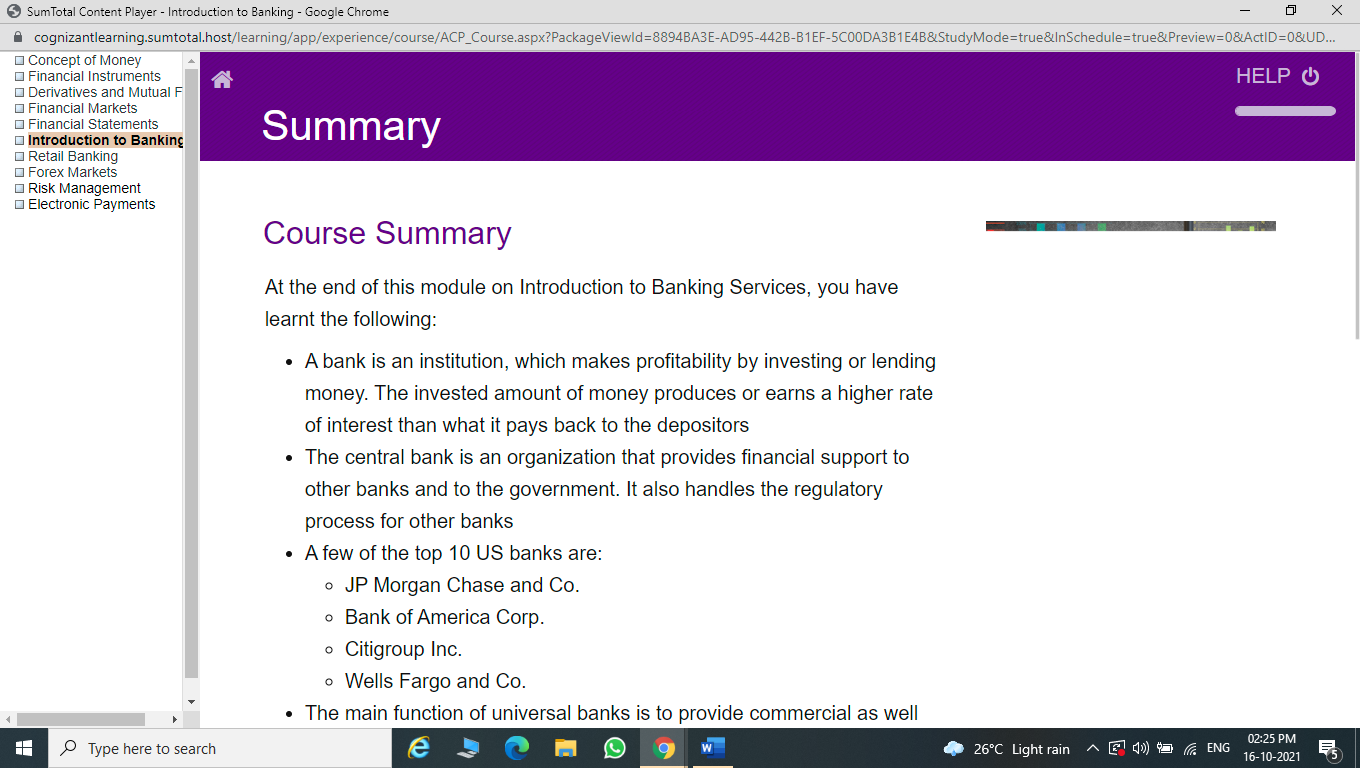 SumTotal Content Player - Introduction to Banking - Google Chrome
cognizantlearning.sumtotal.host/learning/app/experience/course/ACP_Course.aspx?PackageViewId=8894BA3E-AD95-442B-B1EF-5C00DA3B1E4B&StudyMode=true&InSchedule=true&Preview=0&ActID=0&UD...
Concept of Money
Financial Instruments
Derivatives and Mutual F
Financial Markets
Financial Statements
Introduction to Banking
Retail Banking
Forex Markets
Risk Management
Electronic Payments
HELP
Summary
Course Summary
At the end of this module on Introduction to Banking Services, you have
learnt the following:
• A bank is an institution, which makes profitability by investing or lending
money. The invested amount of money produces or earns a higher rate
of interest than what it pays back to the depositors
• The central bank is an organization that provides financial support to
other banks and to the government. It also handles the regulatory
process for other banks
• A few of the top 10 US banks are:
◦ JP Morgan Chase and Co.
◦ Bank of America Corp.
◦ Citigroup Inc.
◦ Wells Fargo and Co.
• The main function of universal banks is to provide commercial as well
Type here to search
26°C Light rain
ENG
02:25 PM
16-10-2021
5